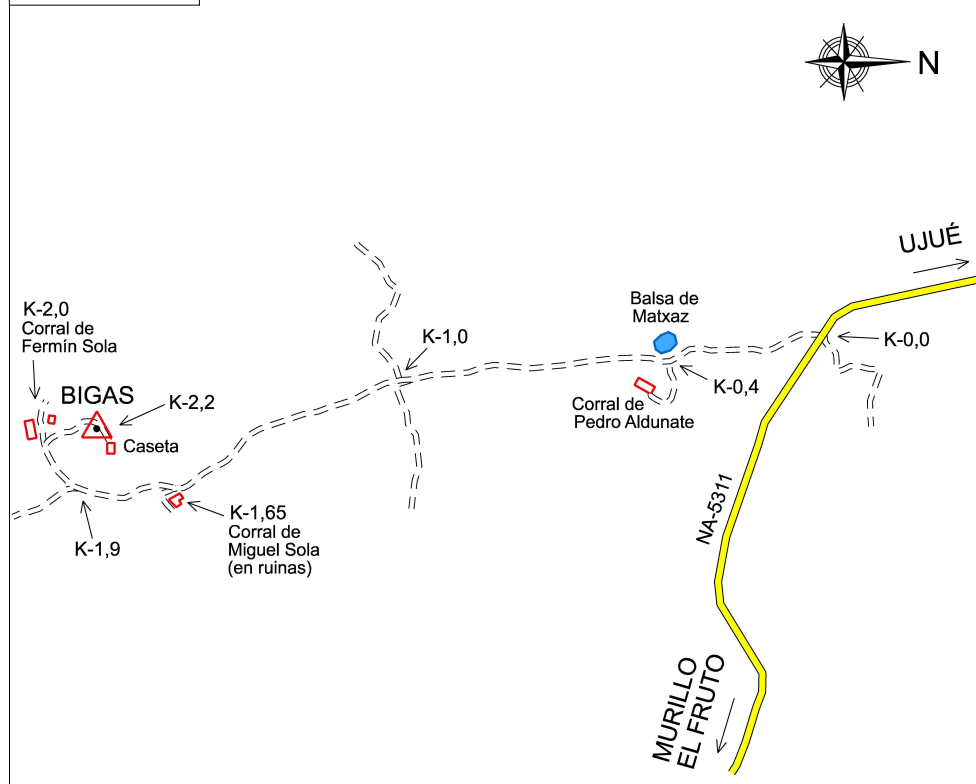 N
UJUÉ
Balsa de
Matxaz
K-0,0
K-1,0
K-2,0
Corral de
Fermín Sola
K-0,4
BIGAS
K-2,2
Corral de
Pedro Aldunate
Caseta
NA-5311
K-1,65
Corral de
Miguel Sola
(en ruinas)
K-1,9
MURILLO
EL FRUTO